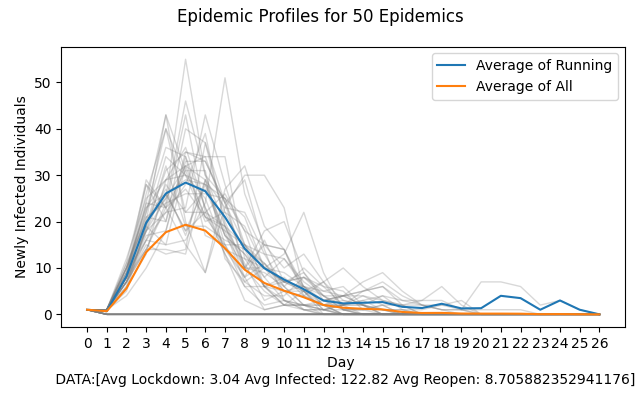 Epidemic Profiles for 50 Epidemics
Average of Running
Average of All
Newly Infected Individuals
50
40
30
20
10
0
0 1 2 3 4 5 6 7 8 9 10 11 12 13 14 15 16 17 18 19 20 21 22 23 24 25 26
Day
DATA:[Avg Lockdown: 3.04 Avg Infected: 122.82 Avg Reopen: 8.705882352941176]